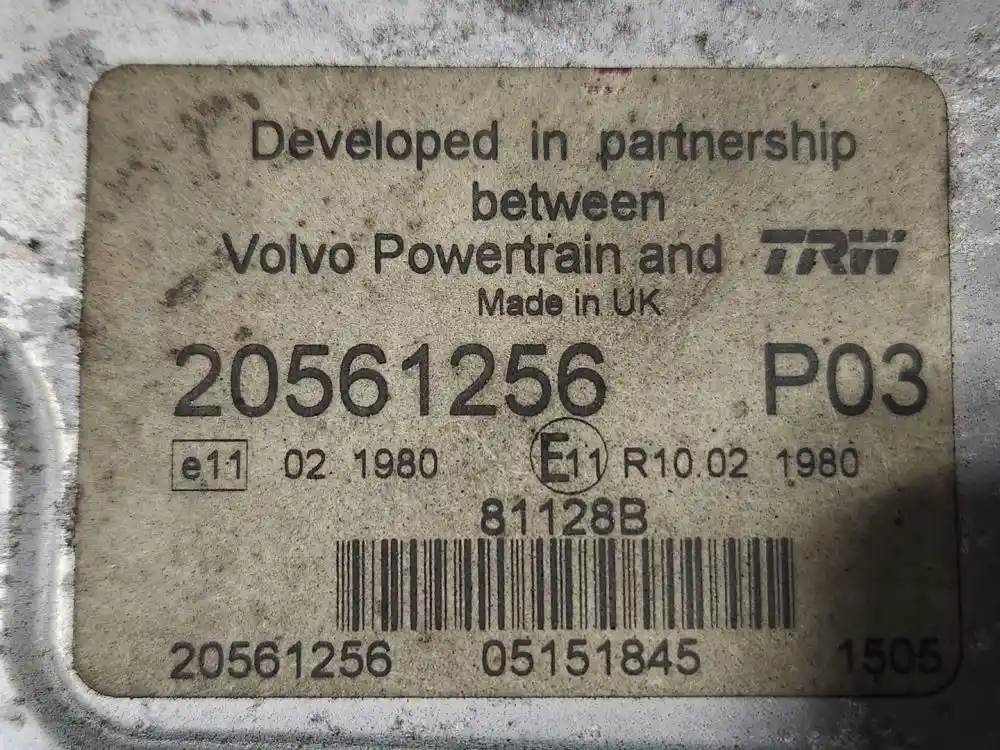 Developed in partnership
between
Volvo Powertrain and TRW
Made in UK
20561256 P03
e11 02 1980 E11 R10.02 1980
81128B
20561256 05151845 1505